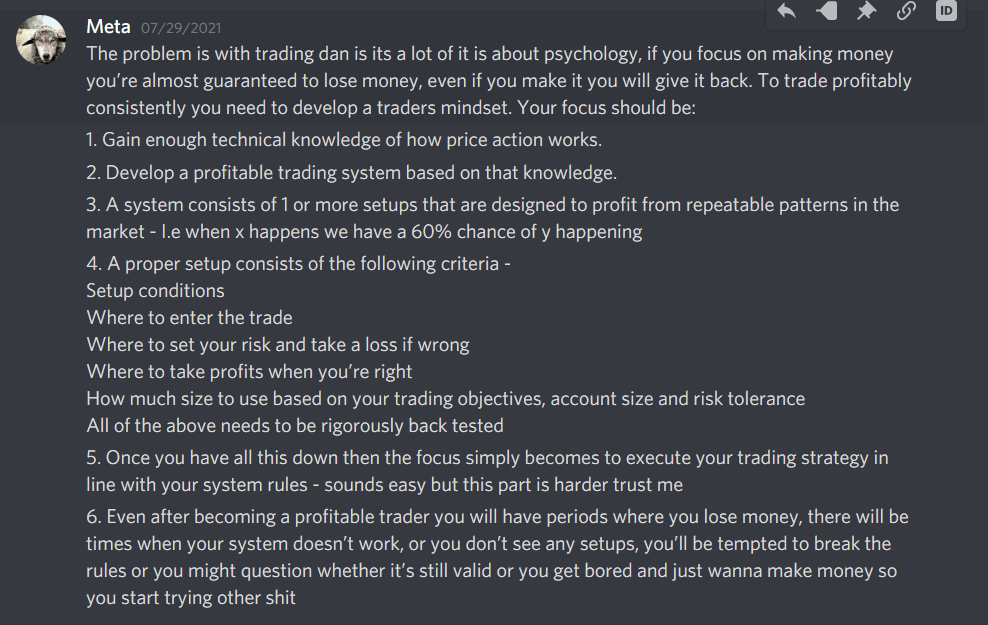 Meta 07/29/2021
ID
The problem is with trading dan is its a lot of it is about psychology, if you focus on making money
you're almost guaranteed to lose money, even if you make it you will give it back. To trade profitably
consistently you need to develop a traders mindset. Your focus should be:
1. Gain enough technical knowledge of how price action works.
2. Develop a profitable trading system based on that knowledge.
3. A system consists of 1 or more setups that are designed to profit from repeatable patterns in the
market - I.e when x happens we have a 60% chance of y happening
4. A proper setup consists of the following criteria -
Setup conditions
Where to enter the trade
Where to set your risk and take a loss if wrong
Where to take profits when you're right
How much size to use based on your trading objectives, account size and risk tolerance
All of the above needs to be rigorously back tested
5. Once you have all this down then the focus simply becomes to execute your trading strategy in
line with your system rules - sounds easy but this part is harder trust me
6. Even after becoming a profitable trader you will have periods where you lose money, there will be
times when your system doesn't work, or you don't see any setups, you'll be tempted to break the
rules or you might question whether it's still valid or you get bored and just wanna make money so
you start trying other shit